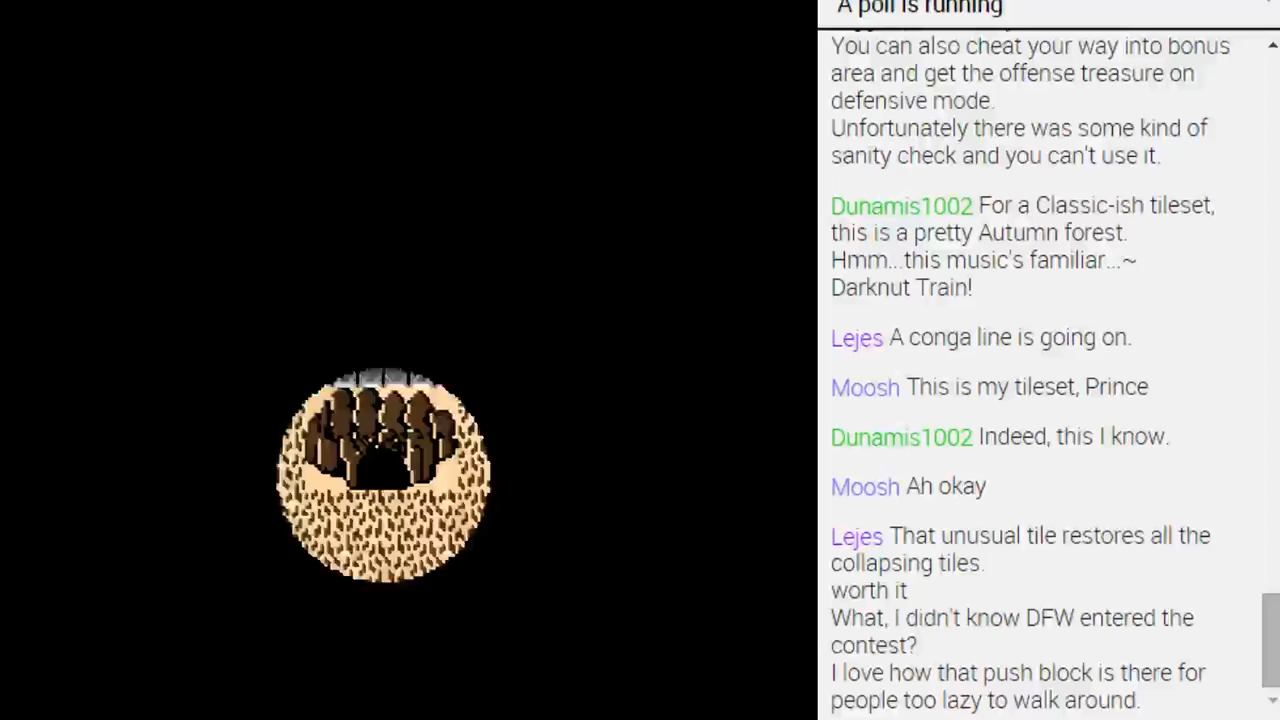 A poll is running
You can also cheat your way into bonus
area and get the offense treasure on
defensive mode.
Unfortunately there was some kind of
sanity check and you can't use it.
Dunamis1002 For a Classic-ish tileset,
this is a pretty Autumn forest.
Hmm...this music's familiar...~
Darknut Train!
Lejes A conga line is going on.
Moosh This is my tileset, Prince
Dunamis1002 Indeed, this I know.
Moosh Ah okay
Lejes That unusual tile restores all the
collapsing tiles.
worth it
What, I didn't know DFW entered the
contest?
I love how that push block is there for
people too lazy to walk around.